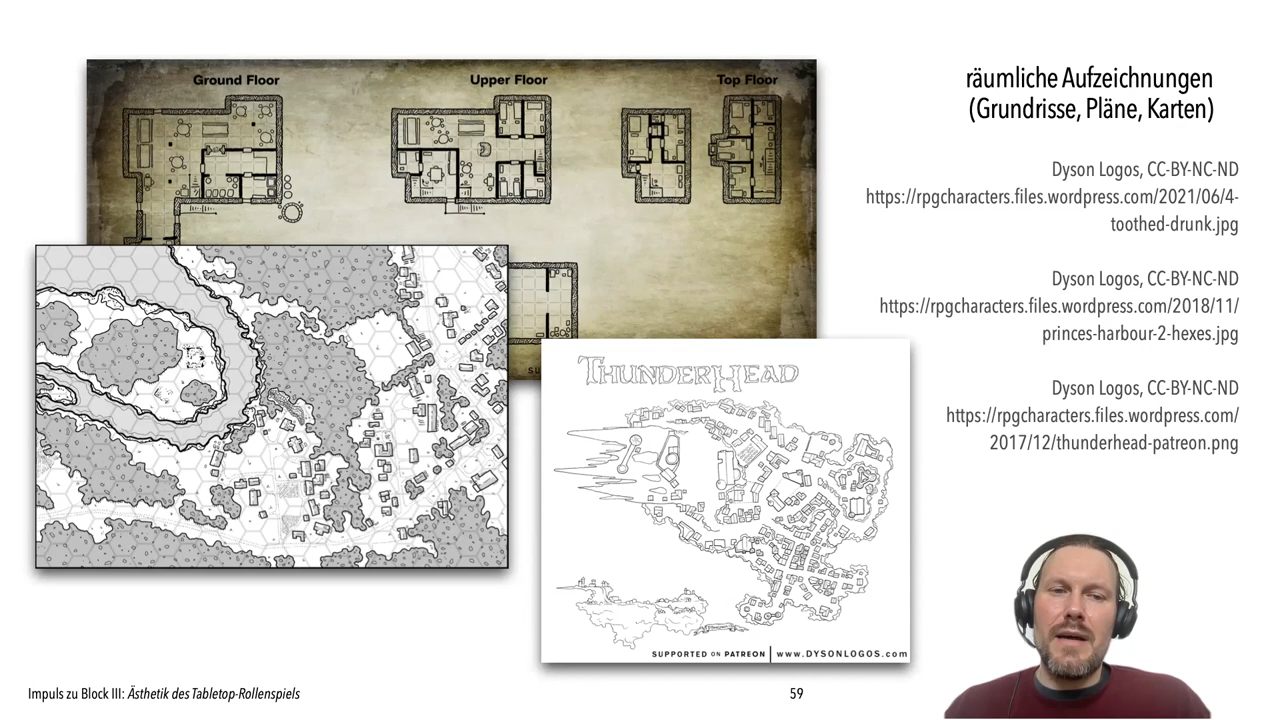 Ground Floor
Upper Floor
Top Floor
räumliche Aufzeichnungen
(Grundrisse, Pläne, Karten)
Dyson Logos, CC-BY-NC-ND
https://rpgcharacters.files.wordpress.com/2021/06/4-
toothed-drunk.jpg
Dyson Logos, CC-BY-NC-ND
https://rpgcharacters.files.wordpress.com/2018/11/
princes-harbour-2-hexes.jpg
Dyson Logos, CC-BY-NC-ND
https://rpgcharacters.files.wordpress.com/
2017/12/thunderhead-patreon.png
THUNDERHEAD
SUPPORTED ON PATREON | www.DYSONLOGOS.com
Impuls zu Block III: Ästhetik des Tabletop-Rollenspiels
59